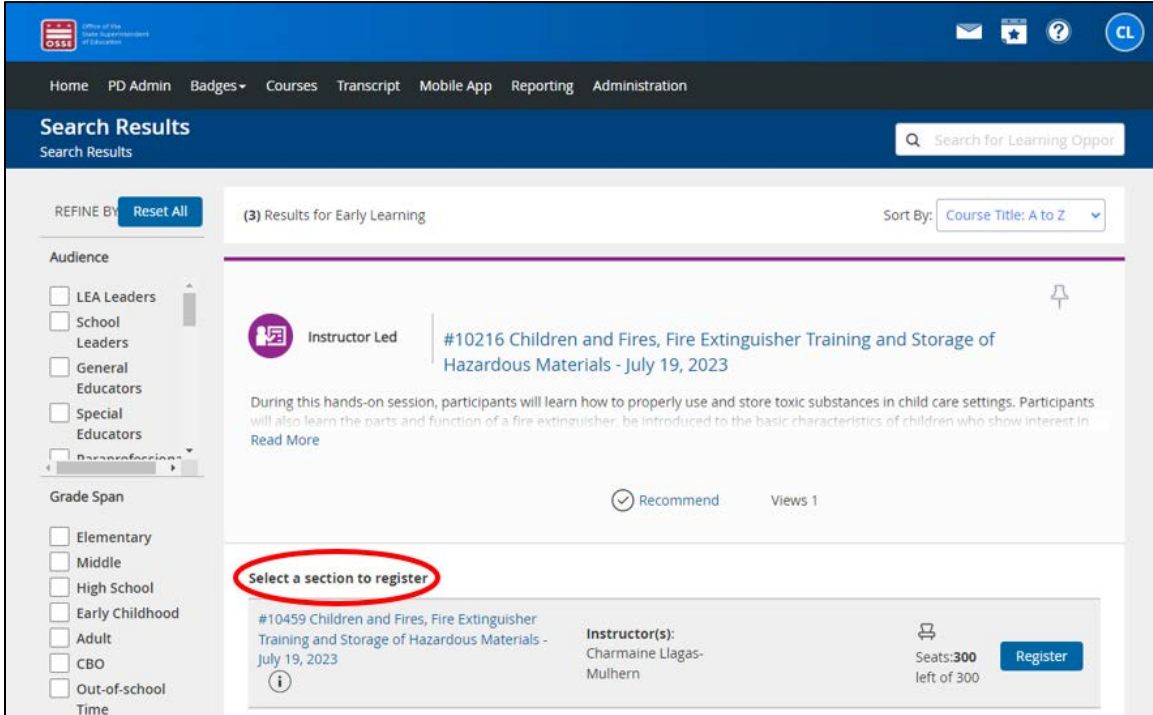 OSSE
Office of the
State Superintendent
of Education
CL
Home PD Admin Badges Courses Transcript Mobile App Reporting Administration
Search Results
Search Results
Search for Learning Oppor
REFINE BY Reset All
(3) Results for Early Learning
Sort By: Course Title: A to Z
Audience
LEA Leaders
School
Leaders
General
Educators
Special
Educators
Paraprofessiona
Grade Span
Elementary
Middle
High School
Early Childhood
Adult
CBO
Out-of-school
Time
Instructor Led
#10216 Children and Fires, Fire Extinguisher Training and Storage of
Hazardous Materials - July 19, 2023
During this hands-on session, participants will learn how to properly use and store toxic substances in child care settings. Participants
will also learn the parts and function of a fire extinguisher, be introduced to the basic characteristics of children who show interest in
Read More
Recommend Views 1
Select a section to register
#10459 Children and Fires, Fire Extinguisher
Training and Storage of Hazardous Materials -
July 19, 2023
Instructor(s):
Charmaine Llagas-
Mulhern
Seats:300
left of 300
Register